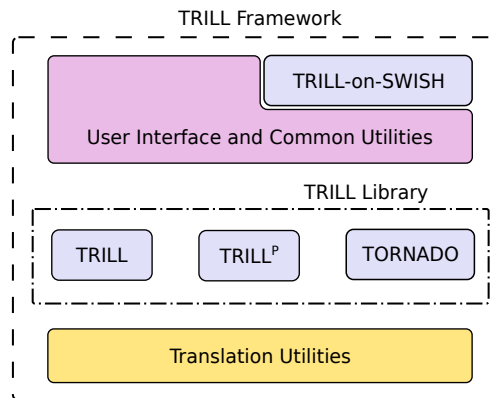 TRILL Framework
TRILL-on-SWISH
User Interface and Common Utilities
TRILL Library
TRILL
TRILLᴾ
TORNADO
Translation Utilities